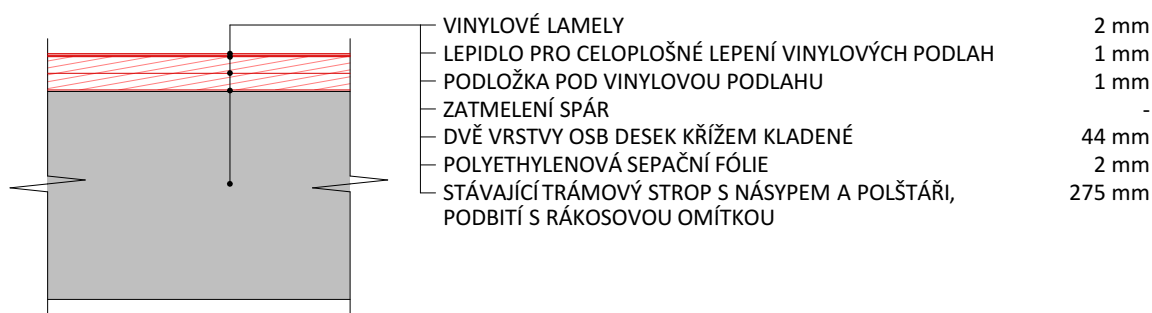 VINYLOVÉ LAMELY 2 mm
LEPIDLO PRO CELOPLOŠNÉ LEPENÍ VINYLOVÝCH PODLAH 1 mm
PODLOŽKA POD VINYLOVOU PODLAHU 1 mm
ZATMELENÍ SPÁR -
DVĚ VRSTVY OSB DESEK KŘÍŽEM KLADENÉ 44 mm
POLYETHYLENOVÁ SEPAČNÍ FÓLIE 2 mm
STÁVAJÍCÍ TRÁMOVÝ STROP S NÁSYPEM A POLŠTÁŘI, 275 mm
PODBITÍ S RÁKOSOVOU OMÍTKOU